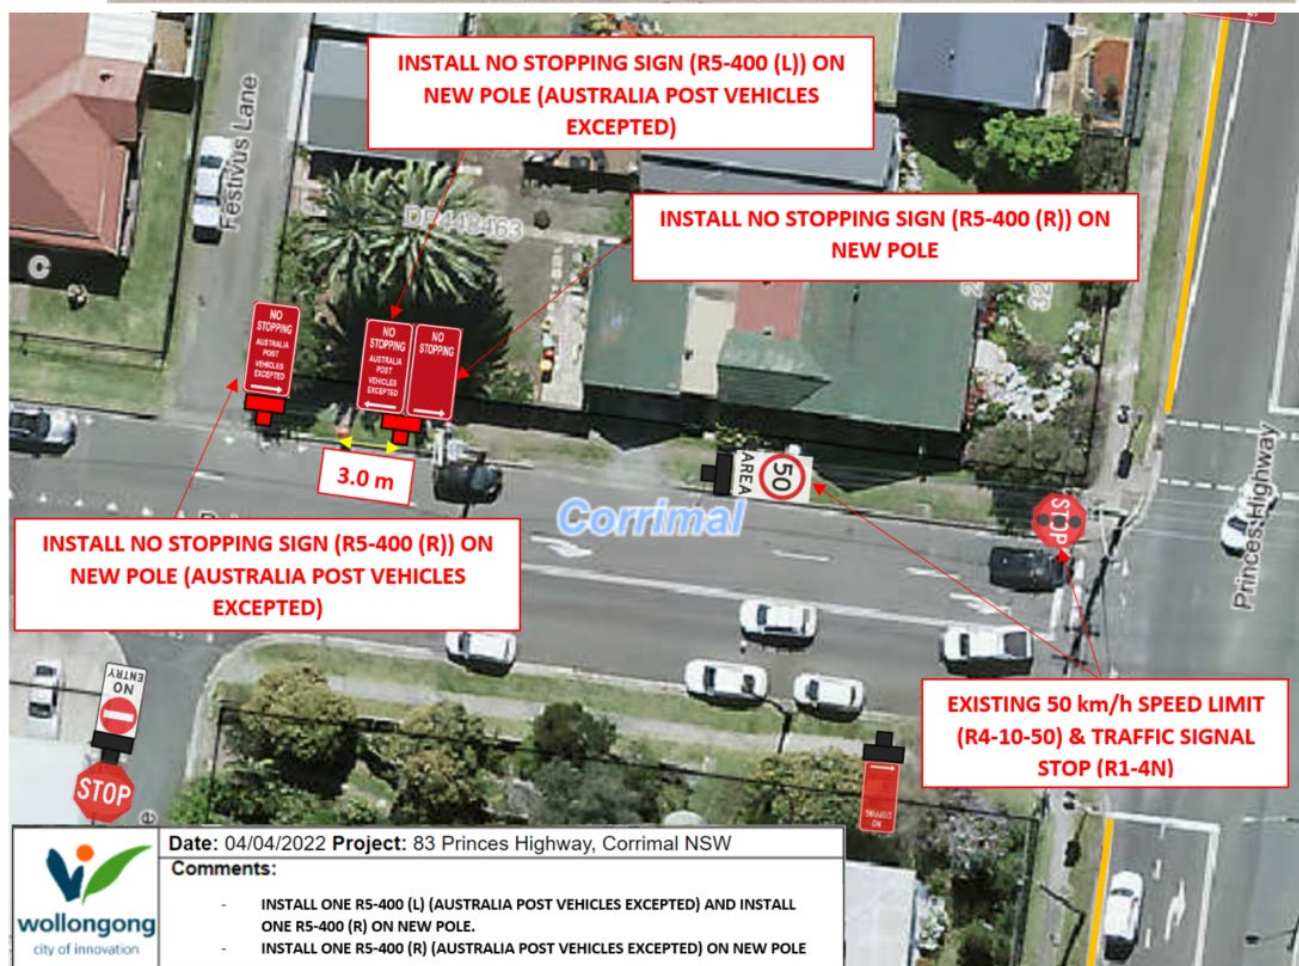 INSTALL NO STOPPING SIGN (R5-400 (L)) ON
NEW POLE (AUSTRALIA POST VEHICLES
EXCEPTED)
Festivus Lane
DP448463
INSTALL NO STOPPING SIGN (R5-400 (R)) ON
NEW POLE
C
NO
STOPPING
AUSTRALIA
POST
VEHICLES
EXCEPTED
NO
STOPPING
AUSTRALIA
POST
VEHICLES
EXCEPTED
NO
STOPPING
3.0 m
AREA
50
Corrimal
STOP
Princes Highway
INSTALL NO STOPPING SIGN (R5-400 (R)) ON
NEW POLE (AUSTRALIA POST VEHICLES
EXCEPTED)
NO
ENTRY
STOP
EXISTING 50 km/h SPEED LIMIT
(R4-10-50) & TRAFFIC SIGNAL
STOP (R1-4N)
NO
STOPPING
wollongong
city of innovation
Date: 04/04/2022 Project: 83 Princes Highway, Corrimal NSW
Comments:
- INSTALL ONE R5-400 (L) (AUSTRALIA POST VEHICLES EXCEPTED) AND INSTALL
ONE R5-400 (R) ON NEW POLE.
- INSTALL ONE R5-400 (R) (AUSTRALIA POST VEHICLES EXCEPTED) ON NEW POLE